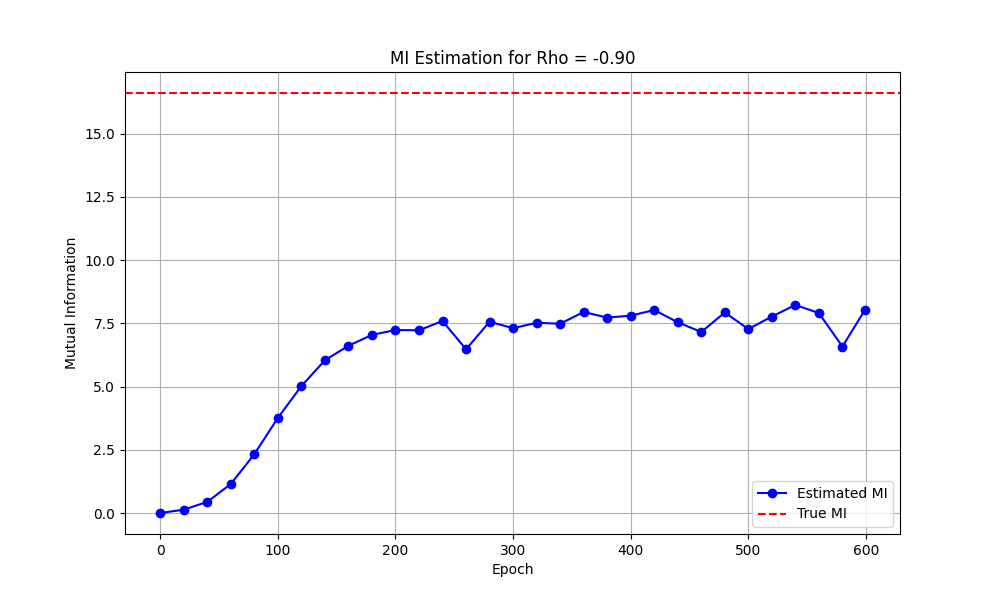 MI Estimation for Rho = -0.90
Mutual Information
15.0
12.5
10.0
7.5
5.0
2.5
0.0
0 100 200 300 400 500 600
Epoch
Estimated MI
True MI